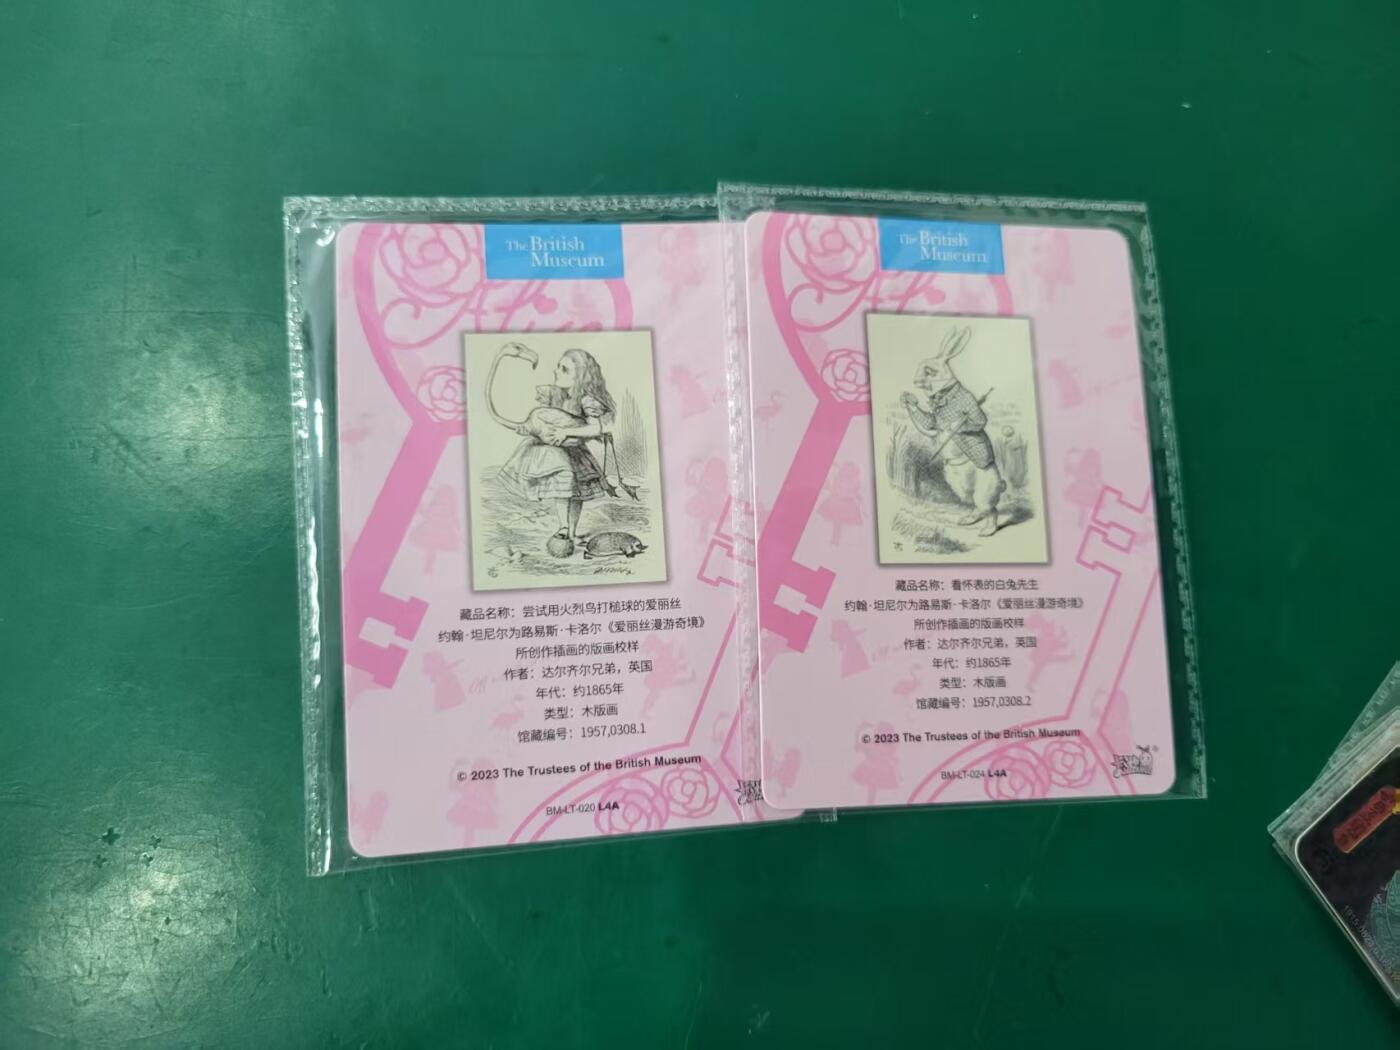 The British
Museum
藏品名称：尝试用火烈鸟打槌球的爱丽丝
约翰·坦尼尔为路易斯·卡洛尔《爱丽丝漫游奇境》
所创作插画的版画校样
作者：达尔齐尔兄弟，英国
年代：约1865年
类型：木版画
馆藏编号：1957,0308.1
© 2023 The Trustees of the British Museum
BM-LT-020 L4A
The British
Museum
藏品名称：看怀表的白兔先生
约翰·坦尼尔为路易斯·卡洛尔《爱丽丝漫游奇境》
所创作插画的版画校样
作者：达尔齐尔兄弟，英国
年代：约1865年
类型：木版画
馆藏编号：1957,0308.2
© 2023 The Trustees of the British Museum
BM-LT-024 L4A